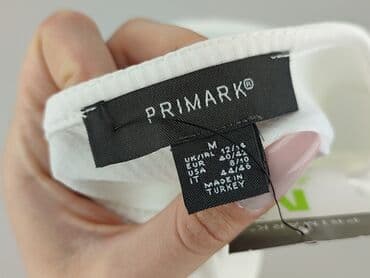 PRIMARK®
M
UK/IRL 12/14
EUR 40/42
USA 8/10
IT 44/46
MADE IN
TURKEY